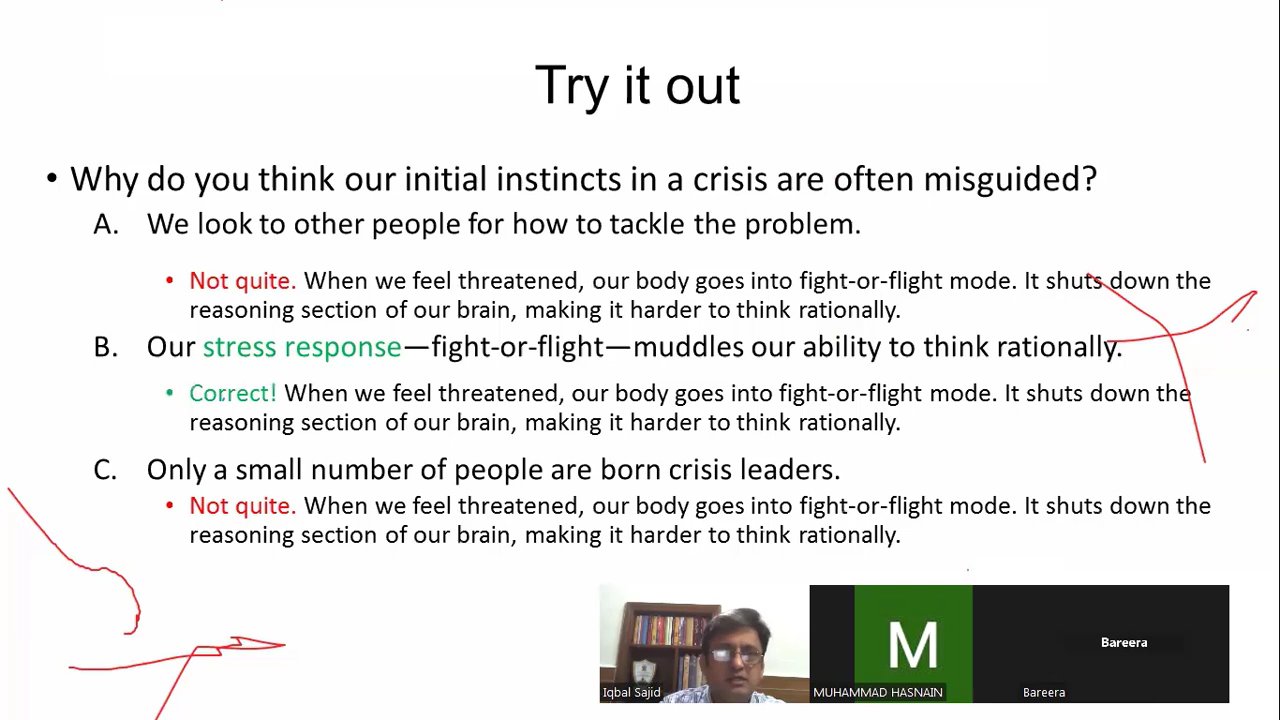 Try it out
• Why do you think our initial instincts in a crisis are often misguided?
A. We look to other people for how to tackle the problem.
• Not quite. When we feel threatened, our body goes into fight-or-flight mode. It shuts down the
reasoning section of our brain, making it harder to think rationally.
B. Our stress response—fight-or-flight—muddles our ability to think rationally.
• Correct! When we feel threatened, our body goes into fight-or-flight mode. It shuts down the
reasoning section of our brain, making it harder to think rationally.
C. Only a small number of people are born crisis leaders.
• Not quite. When we feel threatened, our body goes into fight-or-flight mode. It shuts down the
reasoning section of our brain, making it harder to think rationally.
M
Bareera
Iqbal Sajid
MUHAMMAD HASNAIN
Bareera